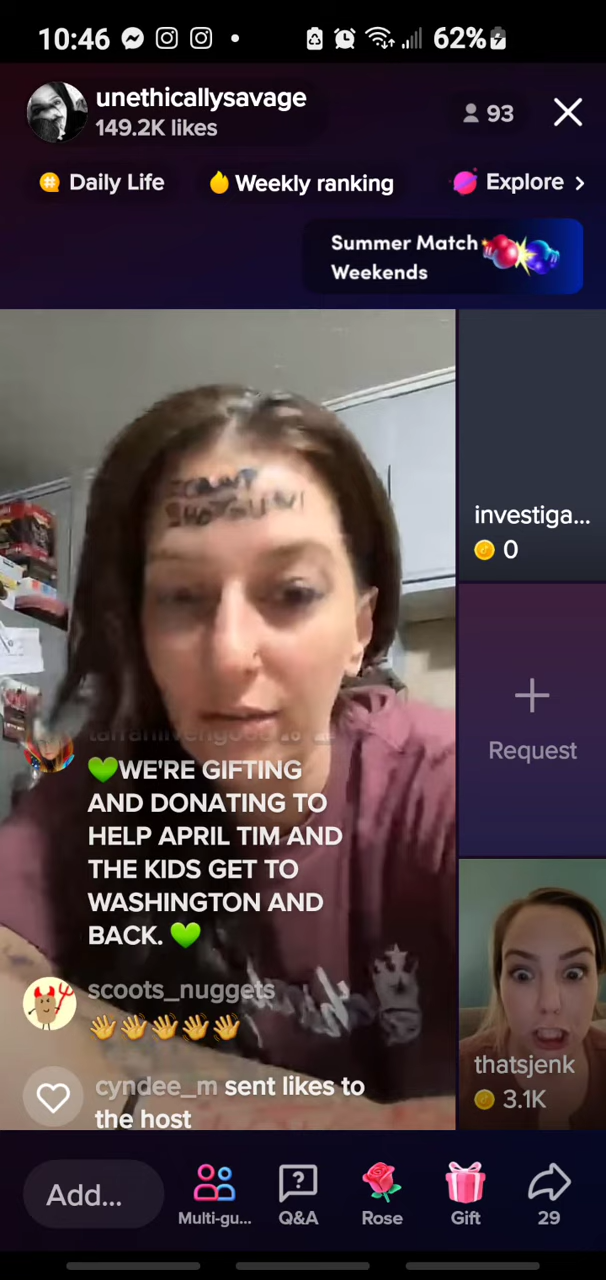 10:46
62%
unethicallysavage
149.2K likes
93
Daily Life
Weekly ranking
Explore >
Summer Match
Weekends
I CAN'T
SHOTGUN!
investiga...
0
+
Request
💚WE'RE GIFTING
AND DONATING TO
HELP APRIL TIM AND
THE KIDS GET TO
WASHINGTON AND
BACK. 💚
scoots_nuggets
👋👋👋👋👋
cyndee_m sent likes to
the host
thatsjenk
3.1K
Add...
Multi-gu...
Q&A
Rose
Gift
29